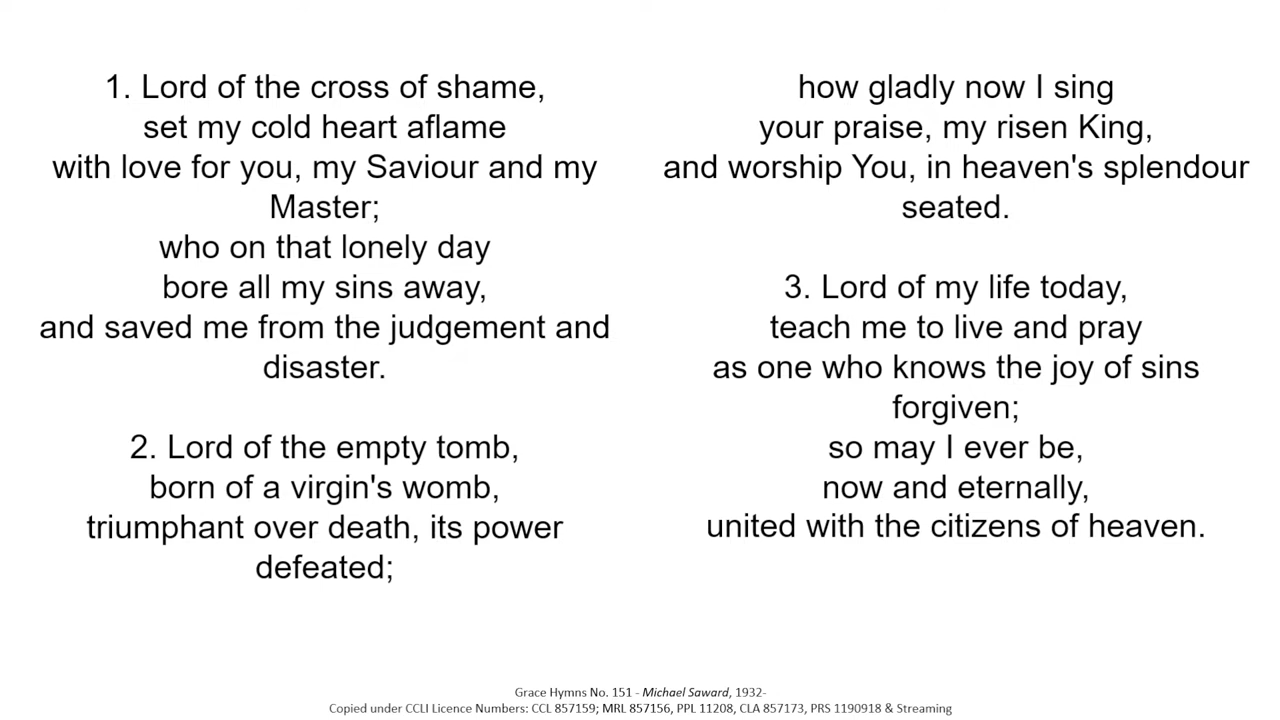 1. Lord of the cross of shame,
set my cold heart aflame
with love for you, my Saviour and my
Master;
who on that lonely day
bore all my sins away,
and saved me from the judgement and
disaster.
2. Lord of the empty tomb,
born of a virgin's womb,
triumphant over death, its power
defeated;
how gladly now I sing
your praise, my risen King,
and worship You, in heaven's splendour
seated.
3. Lord of my life today,
teach me to live and pray
as one who knows the joy of sins
forgiven;
so may I ever be,
now and eternally,
united with the citizens of heaven.
Grace Hymns No. 151 - Michael Saward, 1932-
Copied under CCLI Licence Numbers: CCL 857159; MRL 857156, PPL 11208, CLA 857173, PRS 1190918 & Streaming